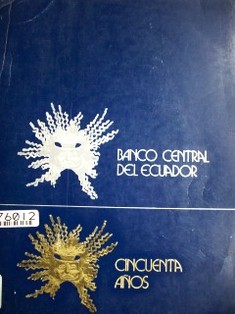 BANCO CENTRAL
DEL ECUADOR
76012
CINCUENTA
AÑOS